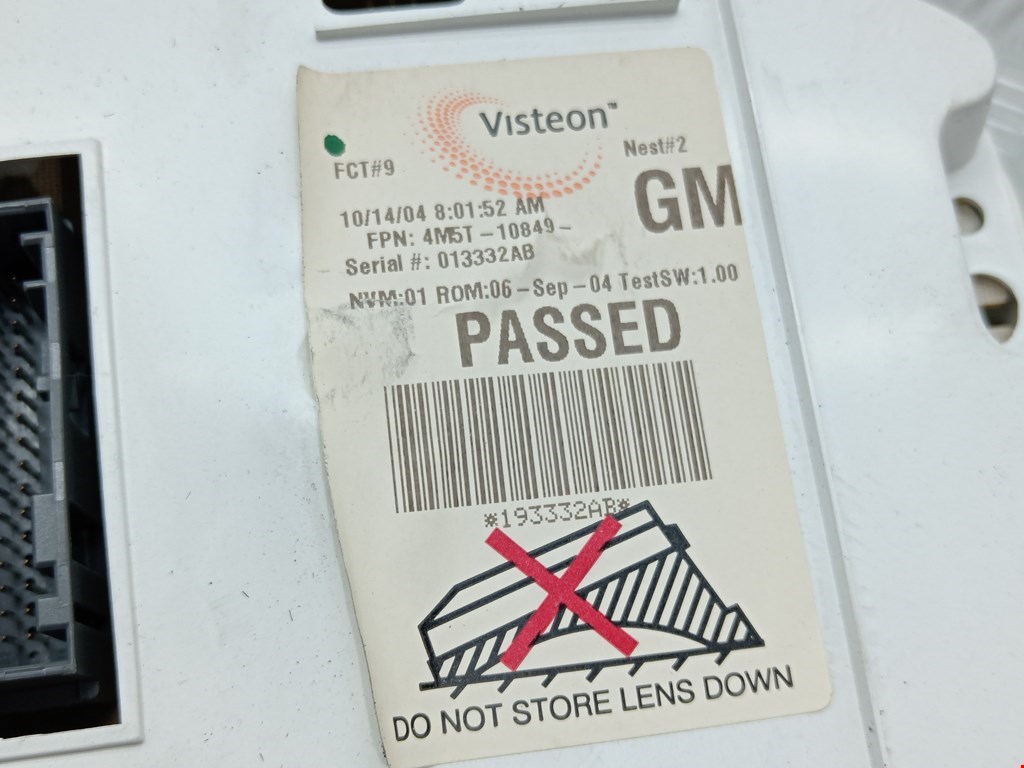 Visteon™
FCT#9
Nest#2
GM
10/14/04 8:01:52 AM
FPN: 4M5T-10849-
Serial #: 013332AB
NVM:01 ROM:06-Sep-04 TestSW:1.00
PASSED
*193332AB*
DO NOT STORE LENS DOWN